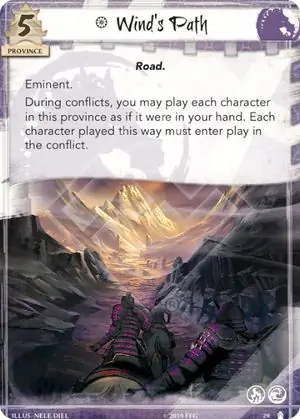 5
Wind's Path
PROVINCE
Road.
Eminent.
During conflicts, you may play each character
in this province as if it were in your hand. Each
character played this way must enter play in
the conflict.
ILLUS. NELE DIEL
© 2019 FFG
29